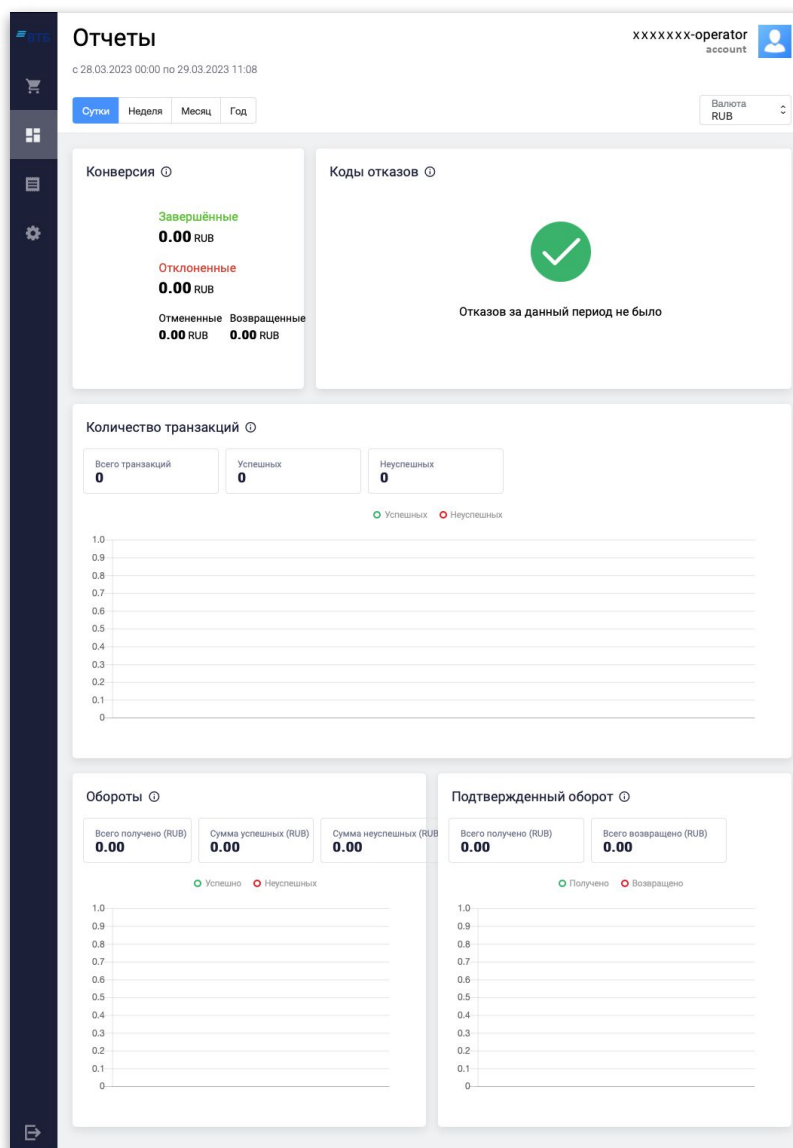 ВТБ
Отчеты
xxxxxxx-operator
account
с 28.03.2023 00:00 по 29.03.2023 11:08
Сутки Неделя Месяц Год
Валюта
RUB
Конверсия
Завершённые
0.00 RUB
Отклоненные
0.00 RUB
Отмененные Возвращенные
0.00 RUB 0.00 RUB
Коды отказов
Отказов за данный период не было
Количество транзакций
Всего транзакций Успешных Неуспешных
0 0 0
Успешных Неуспешных
1.0
0.9
0.8
0.7
0.6
0.5
0.4
0.3
0.2
0.1
0
Обороты
Всего получено (RUB) Сумма успешных (RUB) Сумма неуспешных (RUB
0.00 0.00 0.00
Успешно Неуспешных
1.0
0.9
0.8
0.7
0.6
0.5
0.4
0.3
0.2
0.1
0
Подтвержденный оборот
Всего получено (RUB) Всего возвращено (RUB)
0.00 0.00
Получено Возвращено
1.0
0.9
0.8
0.7
0.6
0.5
0.4
0.3
0.2
0.1
0